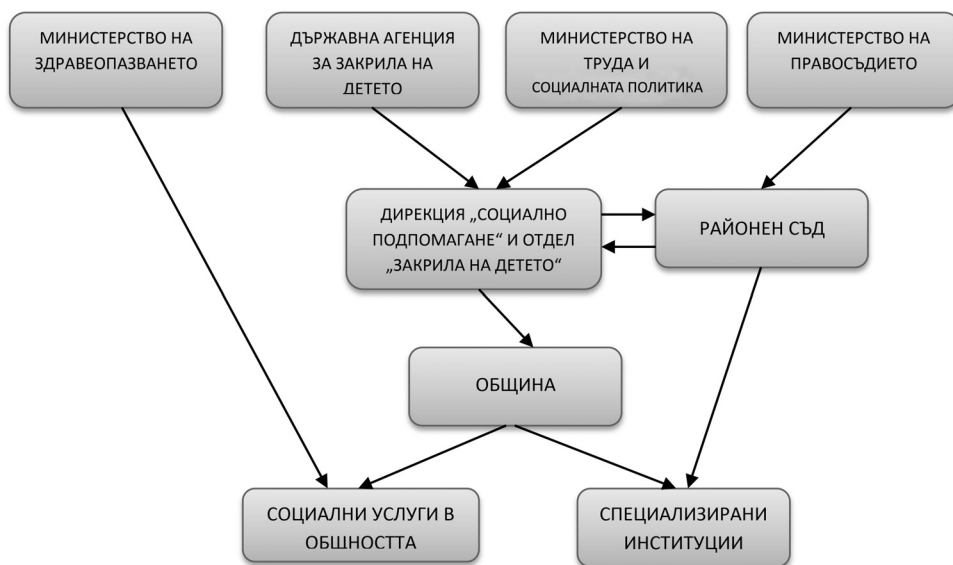 МИНИСТЕРСТВО НА
ЗДРАВЕОПАЗВАНЕТО
ДЪРЖАВНА АГЕНЦИЯ
ЗА ЗАКРИЛА НА
ДЕТЕТО
МИНИСТЕРСТВО НА
ТРУДА И
СОЦИАЛНАТА ПОЛИТИКА
МИНИСТЕРСТВО НА
ПРАВОСЪДИЕТО
ДИРЕКЦИЯ „СОЦИАЛНО
ПОДПОМАГАНЕ“ И ОТДЕЛ
„ЗАКРИЛА НА ДЕТЕТО“
РАЙОНЕН СЪД
ОБЩИНА
СОЦИАЛНИ УСЛУГИ В
ОБЩНОСТТА
СПЕЦИАЛИЗИРАНИ
ИНСТИТУЦИИ